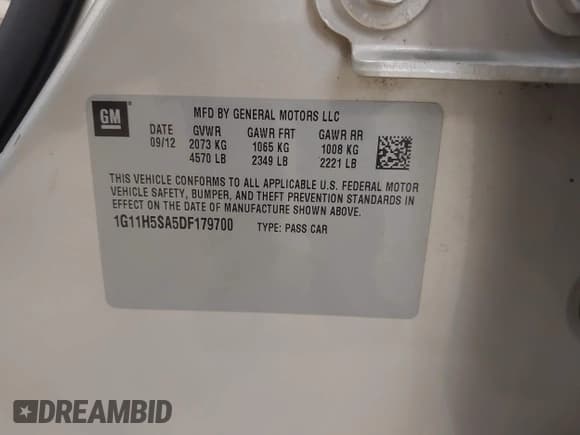 GM
MFD BY GENERAL MOTORS LLC
DATE GVWR GAWR FRT GAWR RR
09/12 2073 KG 1065 KG 1008 KG
4570 LB 2349 LB 2221 LB
THIS VEHICLE CONFORMS TO ALL APPLICABLE U.S. FEDERAL MOTOR
VEHICLE SAFETY, BUMPER, AND THEFT PREVENTION STANDARDS IN
EFFECT ON THE DATE OF MANUFACTURE SHOWN ABOVE.
1G11H5SA5DF179700 TYPE: PASS CAR
DREAMBID